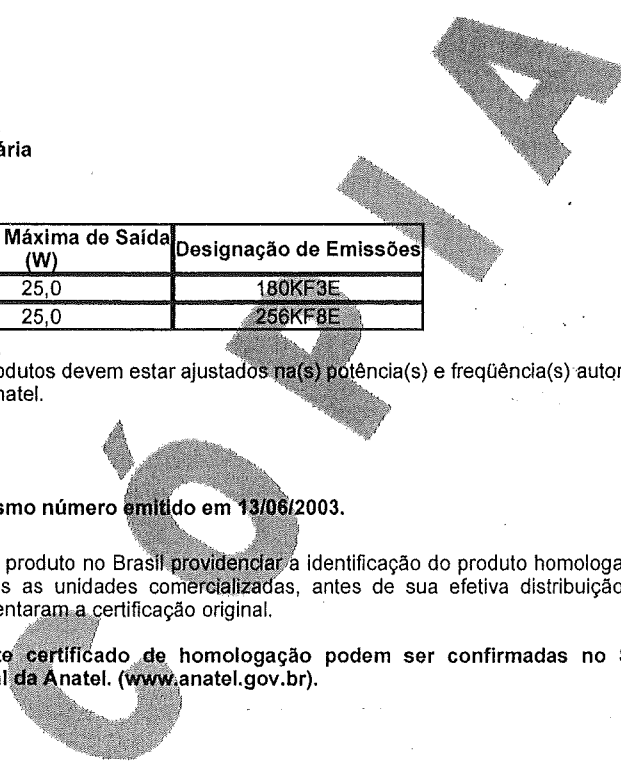 ária
Máxima de Saída (W) Designação de Emissões
25,0 180KF3E
25,0 256KF8E
odutos devem estar ajustados na(s) potência(s) e freqüência(s) autor
natel.
smo número emitido em 13/06/2003.
produto no Brasil providenciar a identificação do produto homologa
s as unidades comercializadas, antes de sua efetiva distribuição
entaram a certificação original.
te certificado de homologação podem ser confirmadas no S
al da Anatel. (www.anatel.gov.br).
CÓPIA